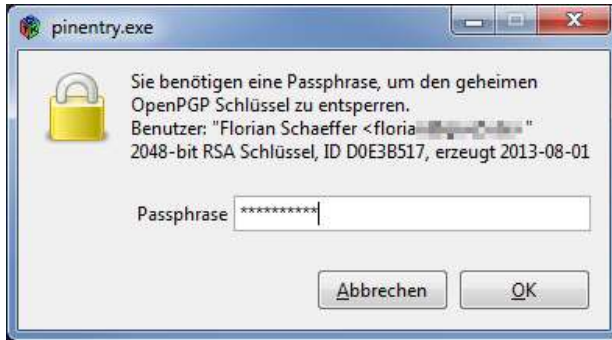 pinentry.exe
Sie benötigen eine Passphrase, um den geheimen
OpenPGP Schlüssel zu entsperren.
Benutzer: "Florian Schaeffer <floria "
2048-bit RSA Schlüssel, ID D0E3B517, erzeugt 2013-08-01
Passphrase **********
Abbrechen OK